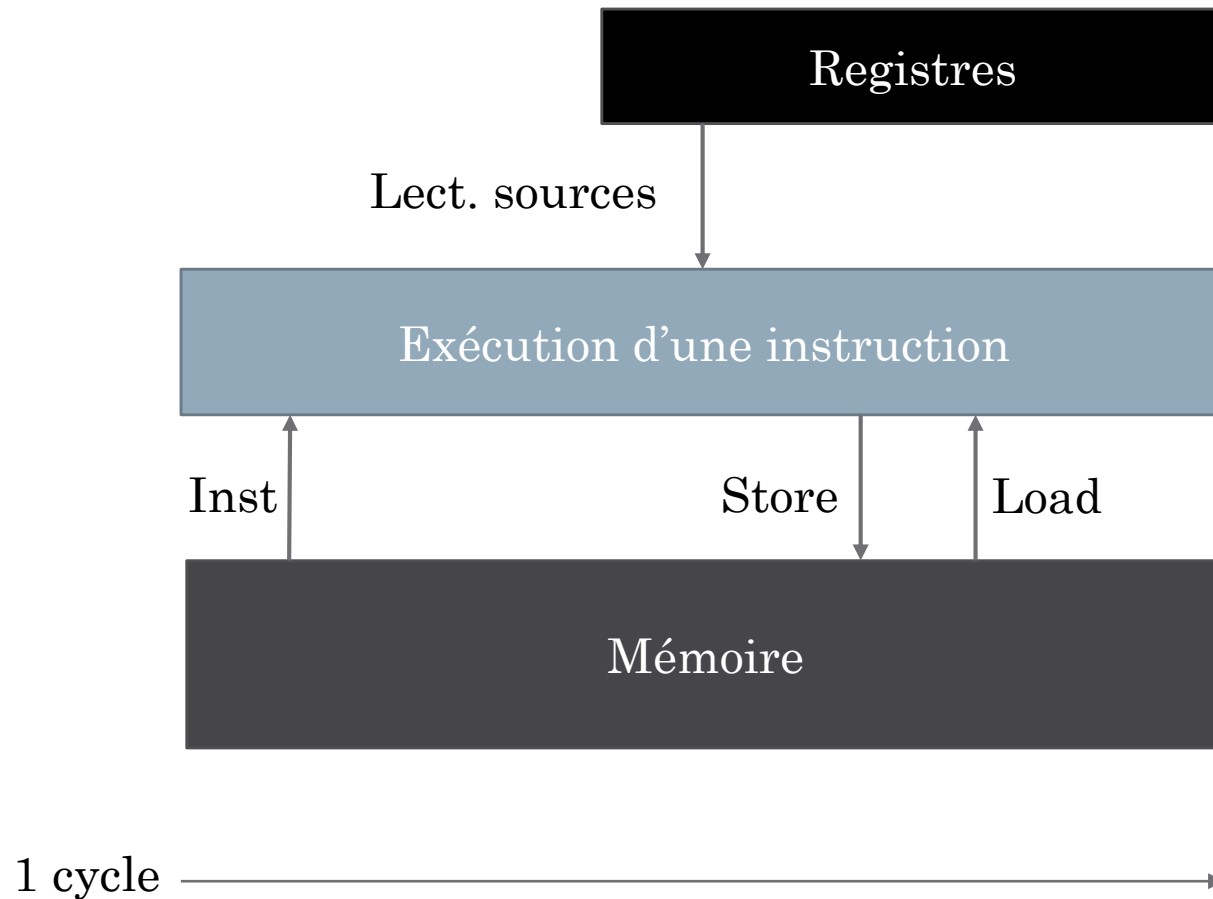 Registres
Lect. sources
Exécution d’une instruction
Inst
Store
Load
Mémoire
1 cycle